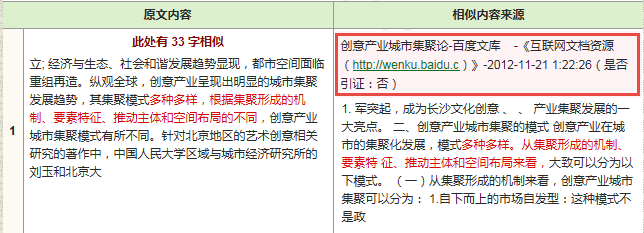 原文内容
相似内容来源
1
此处有 33 字相似
立; 经济与生态、社会和谐发展趋势显现，都市空间面临
重组再造。纵观全球，创意产业呈现出明显的城市集聚
发展趋势，其集聚模式多种多样，根据集聚形成的机
制、要素特征、推动主体和空间布局的不同，创意产业
城市集聚模式有所不同。针对北京地区的艺术创意相关
研究的著作中，中国人民大学区域与城市经济研究所的
刘玉和北京大
创意产业城市集聚论-百度文库 -《互联网文档资源
（http://wenku.baidu.c）》-2012-11-21 1:22:26（是否
引证：否）
1. 军突起，成为长沙文化创意 、 、 产业集聚发展的一
大亮点。 二、创意产业城市集聚的模式 创意产业在城
市的集聚化发展，模式多种多样。从集聚形成的机制、
要素特 征、推动主体和空间布局来看,大致可以分为以
下模式。 （一）从集聚形成的机制来看，创意产业城市
集聚可以分为： 1.自下而上的市场自发型：这种模式不
是政